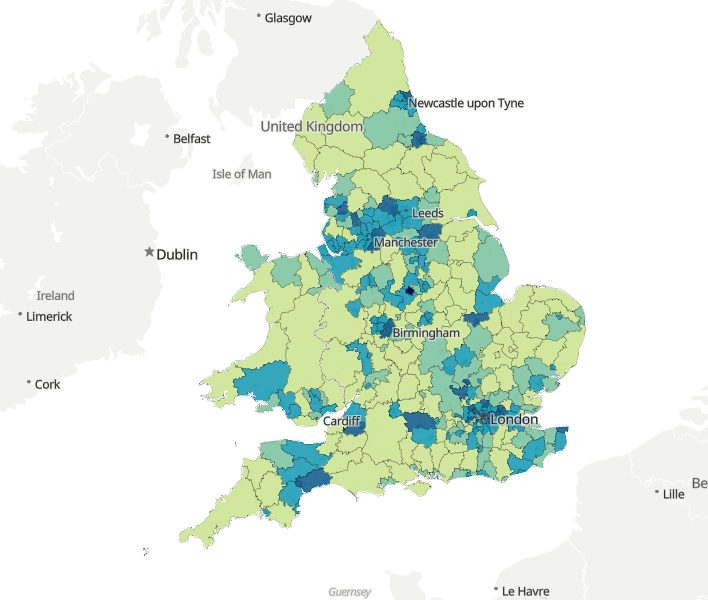 Glasgow
Newcastle upon Tyne
United Kingdom
Belfast
Isle of Man
Leeds
Manchester
Dublin
Ireland
Limerick
Birmingham
Cork
Cardiff
London
Be
Lille
Guernsey
Le Havre